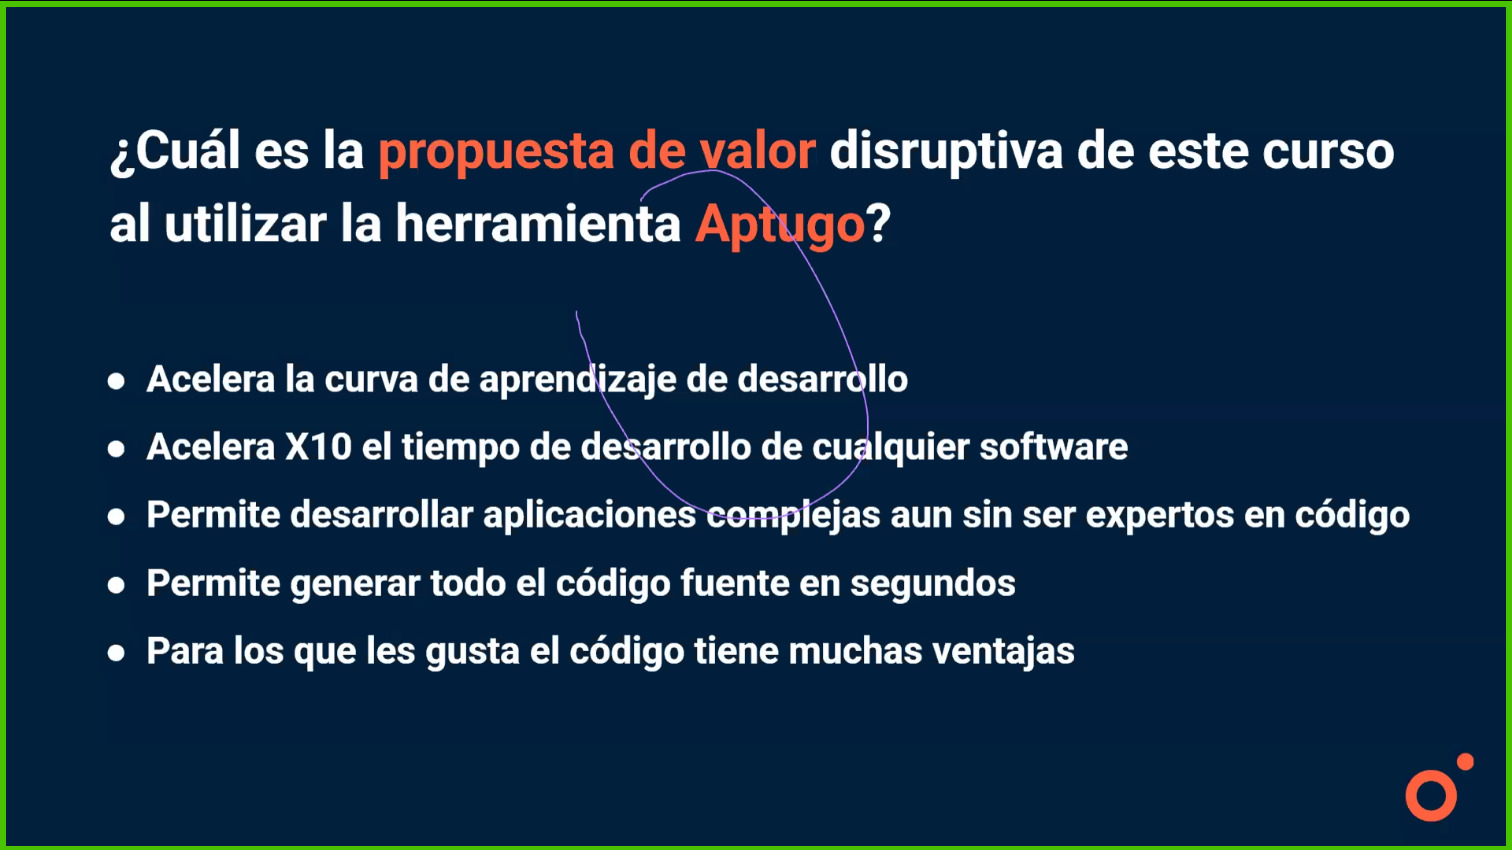 ¿Cuál es la propuesta de valor disruptiva de este curso
al utilizar la herramienta Aptugo?
● Acelera la curva de aprendizaje de desarrollo
● Acelera X10 el tiempo de desarrollo de cualquier software
● Permite desarrollar aplicaciones complejas aun sin ser expertos en código
● Permite generar todo el código fuente en segundos
● Para los que les gusta el código tiene muchas ventajas